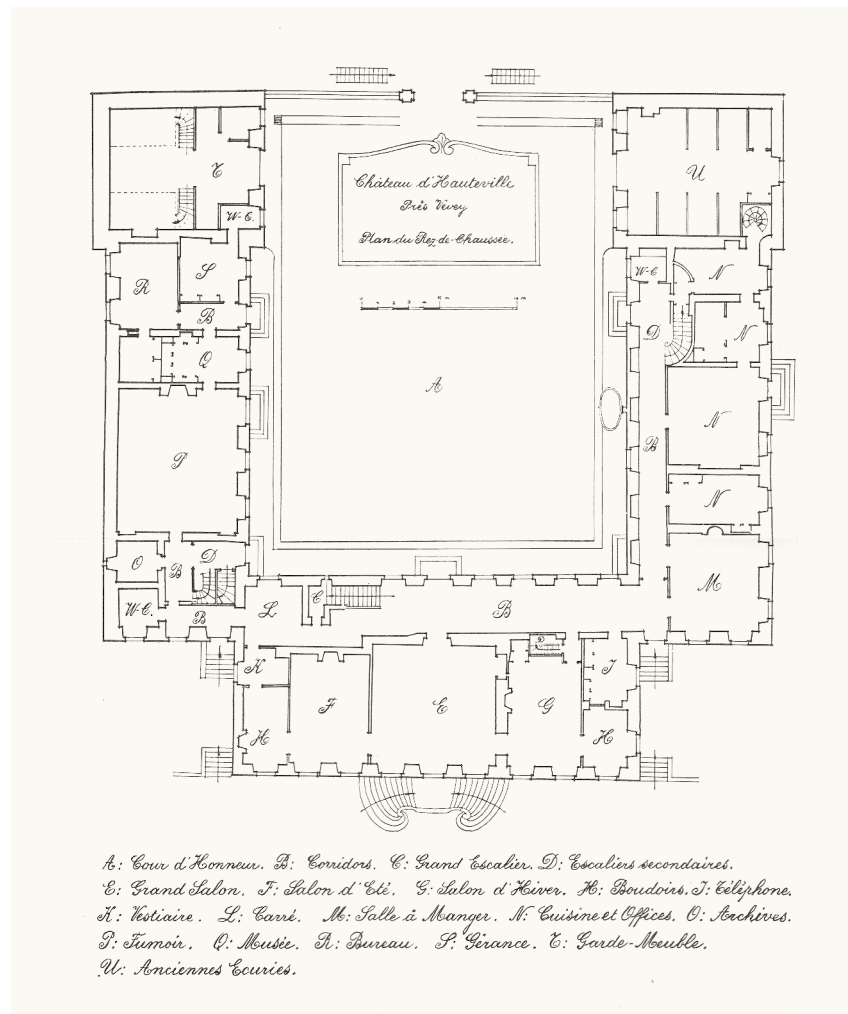 Château d'Hauteville
Près Vevey
Plan du Rez-de-Chaussée.
T
W-C.
U
R
S
W-C
N
B
D
N
Q
A
N
P
B
N
O
B
D
M
W-C.
B
L
C
B
K
D
J
F
E
G
H
H
A: Cour d'Honneur. B: Corridors. C: Grand Escalier. D: Escaliers secondaires.
E: Grand Salon. F: Salon d'Eté. G: Salon d'Hiver. H: Boudoirs. J: Téléphone.
K: Vestiaire. L: Carré. M: Salle à Manger. N: Cuisine et Offices. O: Archives.
P: Fumoir. Q: Musée. R: Bureau. S: Gérance. T: Garde-Meuble.
U: Anciennes Ecuries.